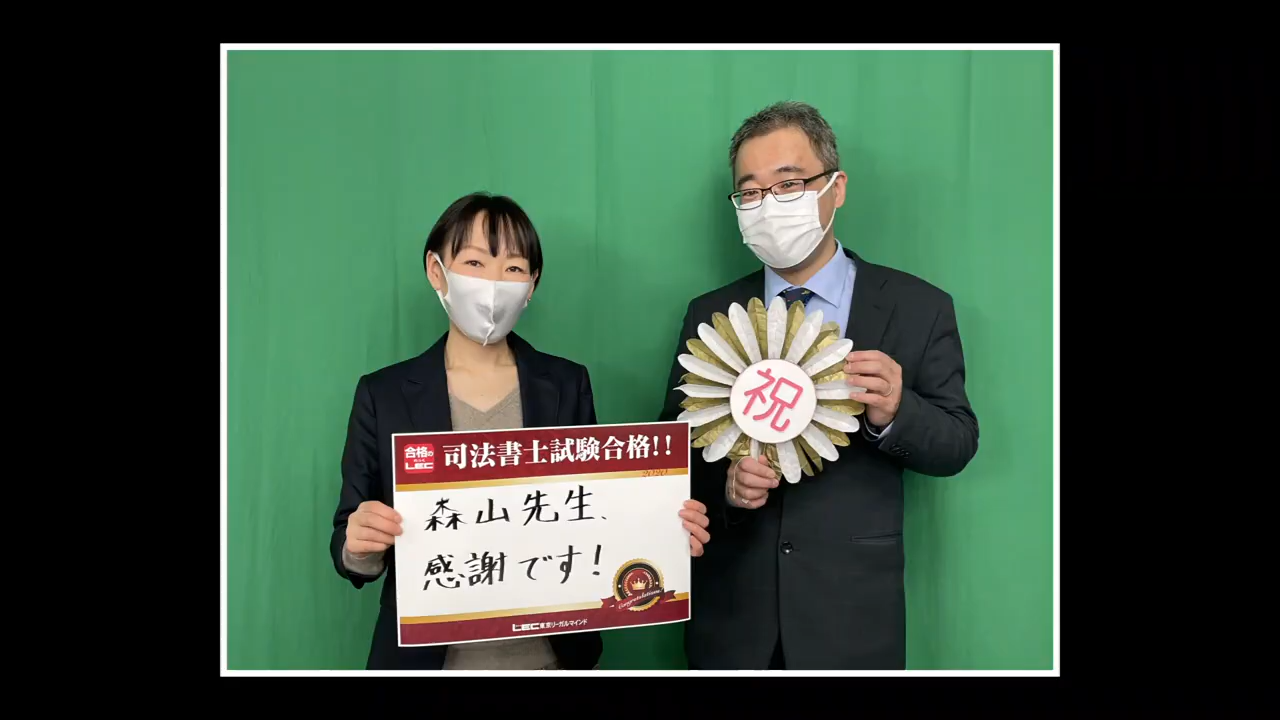 合格の
LEC
司法書士試験合格!!
2020
森山先生、
感謝です!
Congratulations!
LEC東京リーガルマインド
祝